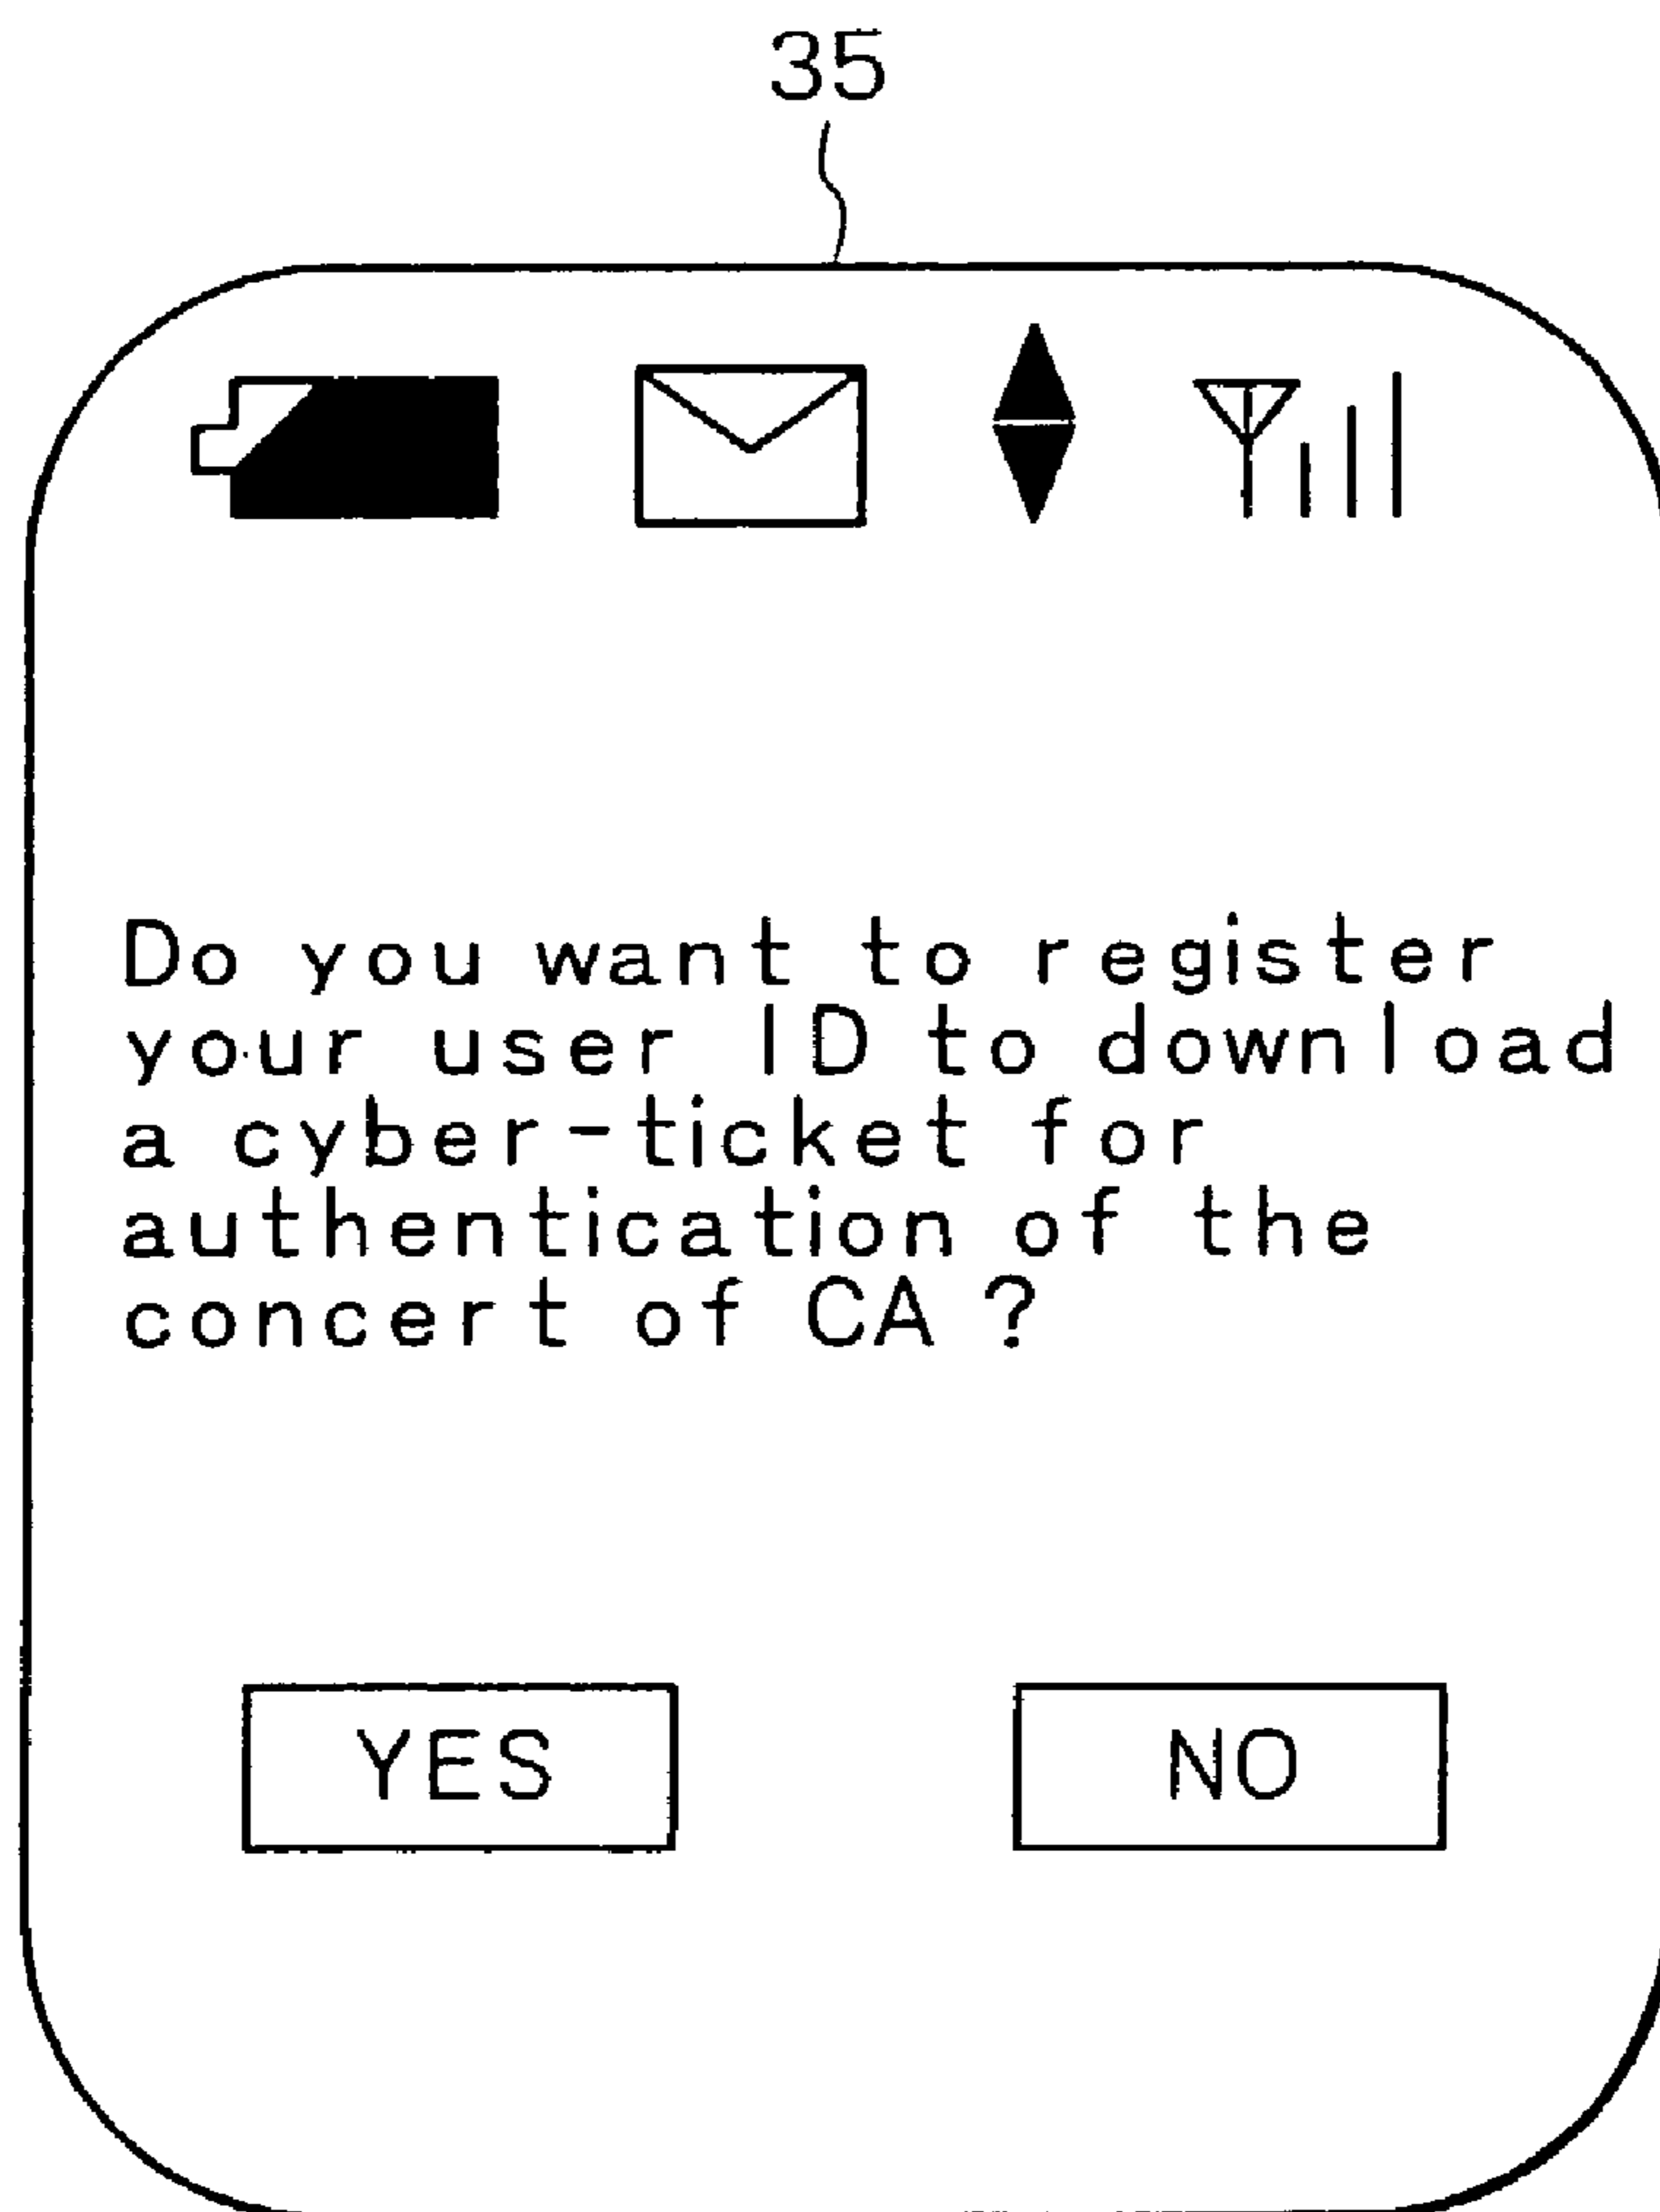 35
Do you want to register
your user ID to download
a cyber-ticket for
authentication of the
concert of CA ?
YES
NO